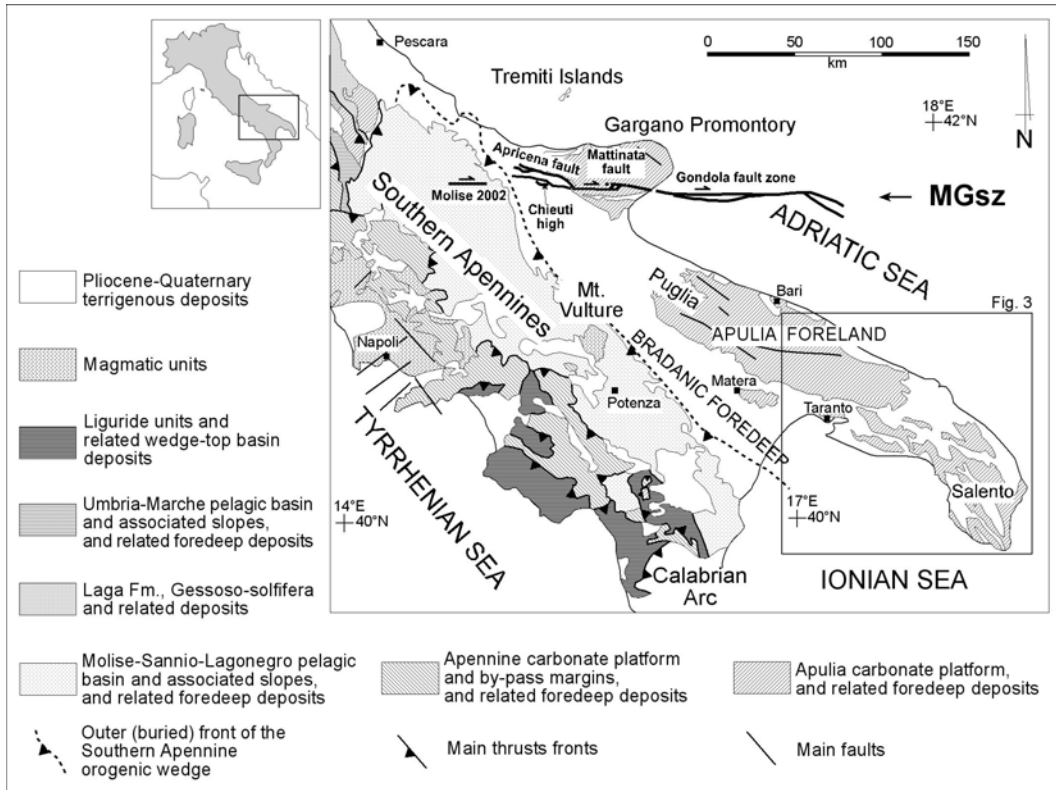 Pescara
Tremiti Islands
0 50 100 150
km
18°E
42°N
N
Gargano Promontory
Apricena fault
Mattinata
fault
Gondola fault zone
MGsz
Molise 2002
Chieuti
high
Southern Apennines
ADRIATIC SEA
Mt.
Vulture
Puglia
Bari
Fig. 3
APULIA FORELAND
BRADANIC FOREDEEP
Napoli
Matera
Potenza
Taranto
TYRRHENIAN SEA
14°E
40°N
17°E
40°N
Salento
Calabrian
Arc
IONIAN SEA
Pliocene-Quaternary
terrigenous deposits
Magmatic units
Liguride units and
related wedge-top basin
deposits
Umbria-Marche pelagic basin
and associated slopes,
and related foredeep deposits
Laga Fm., Gessoso-solfifera
and related deposits
Molise-Sannio-Lagonegro pelagic
basin and associated slopes,
and related foredeep deposits
Apennine carbonate platform
and by-pass margins,
and related foredeep deposits
Apulia carbonate platform,
and related foredeep deposits
Outer (buried) front of the
Southern Apennine
orogenic wedge
Main thrusts fronts
Main faults